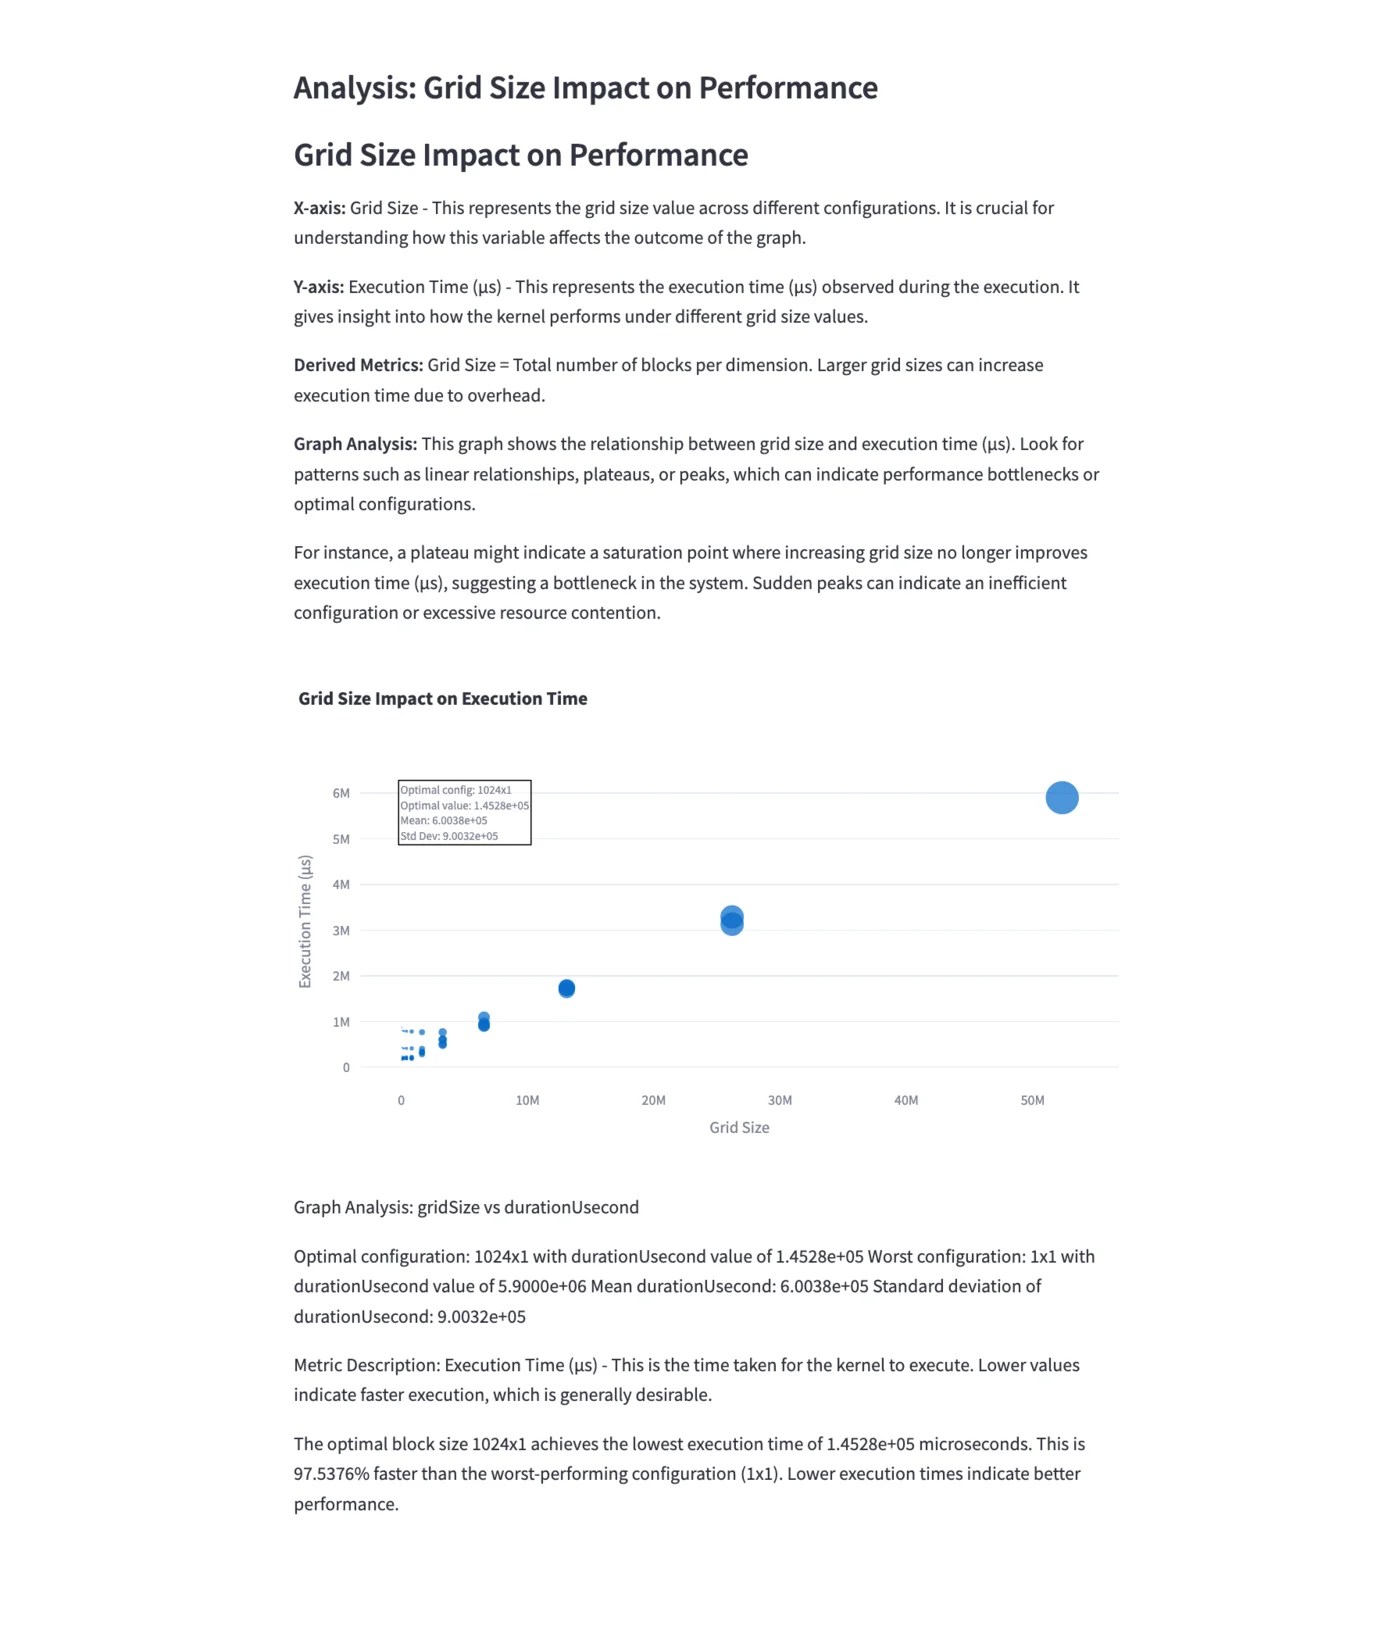 Analysis: Grid Size Impact on Performance
Grid Size Impact on Performance
X-axis: Grid Size - This represents the grid size value across different configurations. It is crucial for
understanding how this variable affects the outcome of the graph.
Y-axis: Execution Time (μs) - This represents the execution time (μs) observed during the execution. It
gives insight into how the kernel performs under different grid size values.
Derived Metrics: Grid Size = Total number of blocks per dimension. Larger grid sizes can increase
execution time due to overhead.
Graph Analysis: This graph shows the relationship between grid size and execution time (μs). Look for
patterns such as linear relationships, plateaus, or peaks, which can indicate performance bottlenecks or
optimal configurations.
For instance, a plateau might indicate a saturation point where increasing grid size no longer improves
execution time (μs), suggesting a bottleneck in the system. Sudden peaks can indicate an inefficient
configuration or excessive resource contention.
Grid Size Impact on Execution Time
Optimal config: 1024x1
Optimal value: 1.4528e+05
Mean: 6.0038e+05
Std Dev: 9.0032e+05
6M
5M
4M
3M
2M
1M
0
Execution Time (μs)
0 10M 20M 30M 40M 50M
Grid Size
Graph Analysis: gridSize vs durationUsecond
Optimal configuration: 1024x1 with durationUsecond value of 1.4528e+05 Worst configuration: 1x1 with
durationUsecond value of 5.9000e+06 Mean durationUsecond: 6.0038e+05 Standard deviation of
durationUsecond: 9.0032e+05
Metric Description: Execution Time (μs) - This is the time taken for the kernel to execute. Lower values
indicate faster execution, which is generally desirable.
The optimal block size 1024x1 achieves the lowest execution time of 1.4528e+05 microseconds. This is
97.5376% faster than the worst-performing configuration (1x1). Lower execution times indicate better
performance.